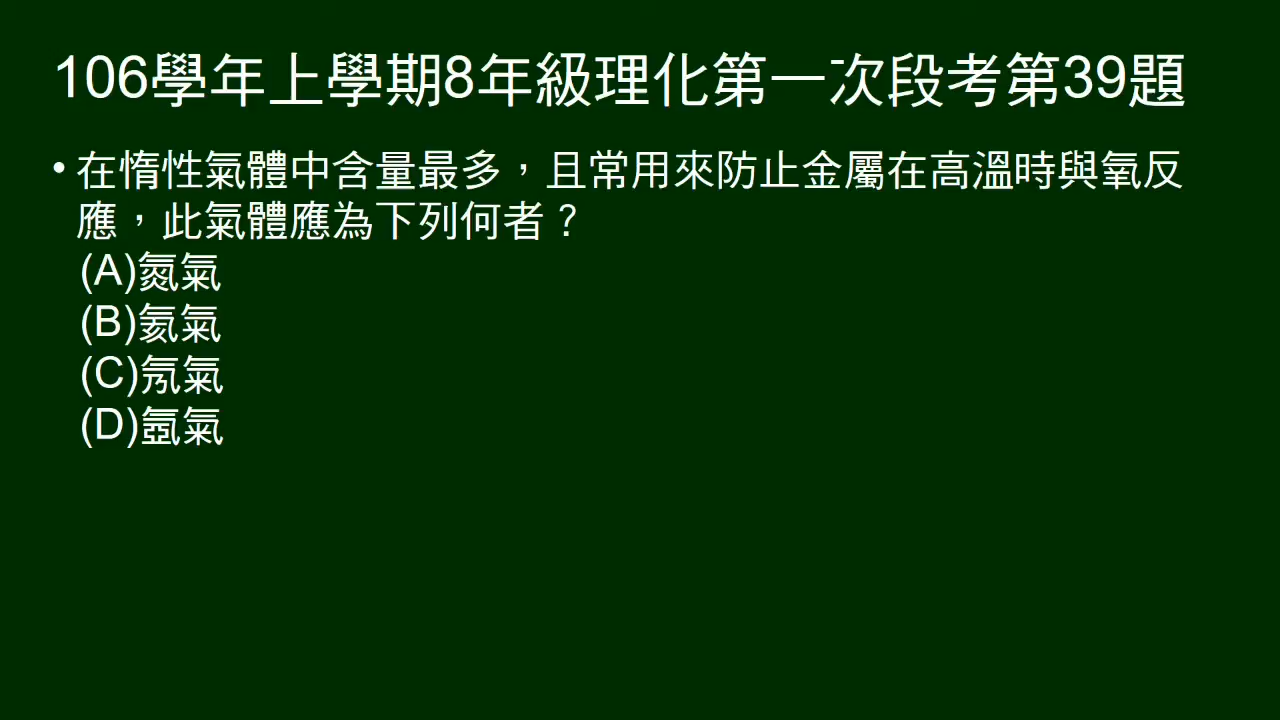 106學年上學期8年級理化第一次段考第39題
• 在惰性氣體中含量最多，且常用來防止金屬在高溫時與氧反
應，此氣體應為下列何者？
(A)氮氣
(B)氦氣
(C)氖氣
(D)氬氣